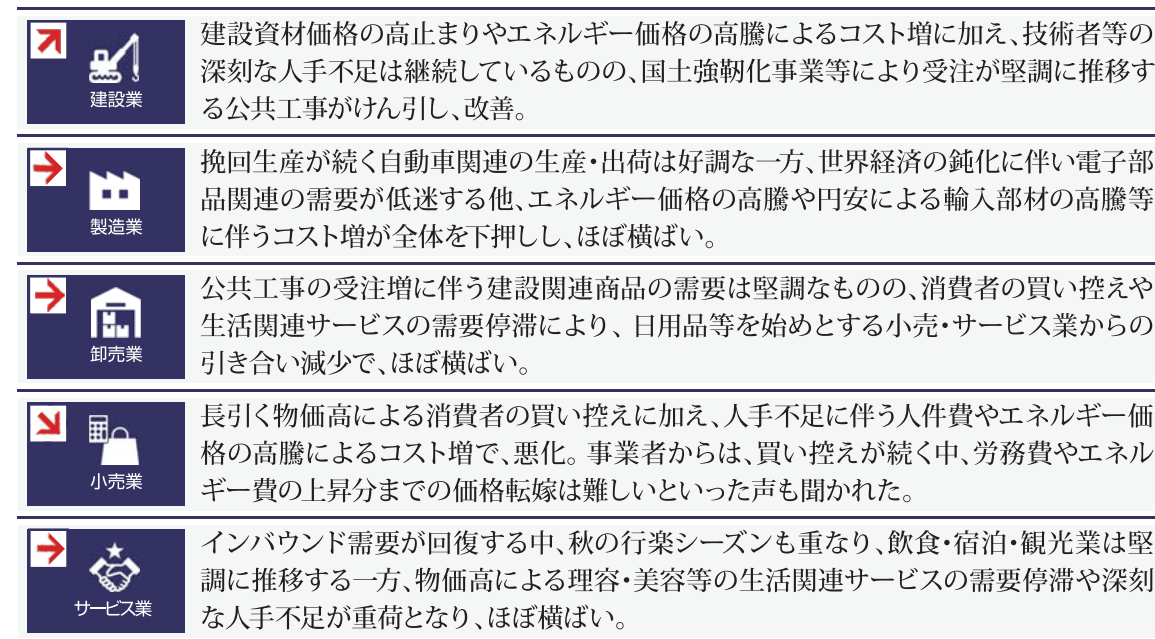 建設業
建設資材価格の高止まりやエネルギー価格の高騰によるコスト増に加え、技術者等の
深刻な人手不足は継続しているものの、国土強靭化事業等により受注が堅調に推移す
る公共工事がけん引し、改善。
製造業
挽回生産が続く自動車関連の生産・出荷は好調な一方、世界経済の鈍化に伴い電子部
品関連の需要が低迷する他、エネルギー価格の高騰や円安による輸入部材の高騰等
に伴うコスト増が全体を下押しし、ほぼ横ばい。
卸売業
公共工事の受注増に伴う建設関連商品の需要は堅調なものの、消費者の買い控えや
生活関連サービスの需要停滞により、日用品等を始めとする小売・サービス業からの
引き合い減少で、ほぼ横ばい。
小売業
長引く物価高による消費者の買い控えに加え、人手不足に伴う人件費やエネルギー価
格の高騰によるコスト増で、悪化。事業者からは、買い控えが続く中、労務費やエネル
ギー費の上昇分までの価格転嫁は難しいといった声も聞かれた。
サービス業
インバウンド需要が回復する中、秋の行楽シーズンも重なり、飲食・宿泊・観光業は堅
調に推移する一方、物価高による理容・美容等の生活関連サービスの需要停滞や深刻
な人手不足が重荷となり、ほぼ横ばい。